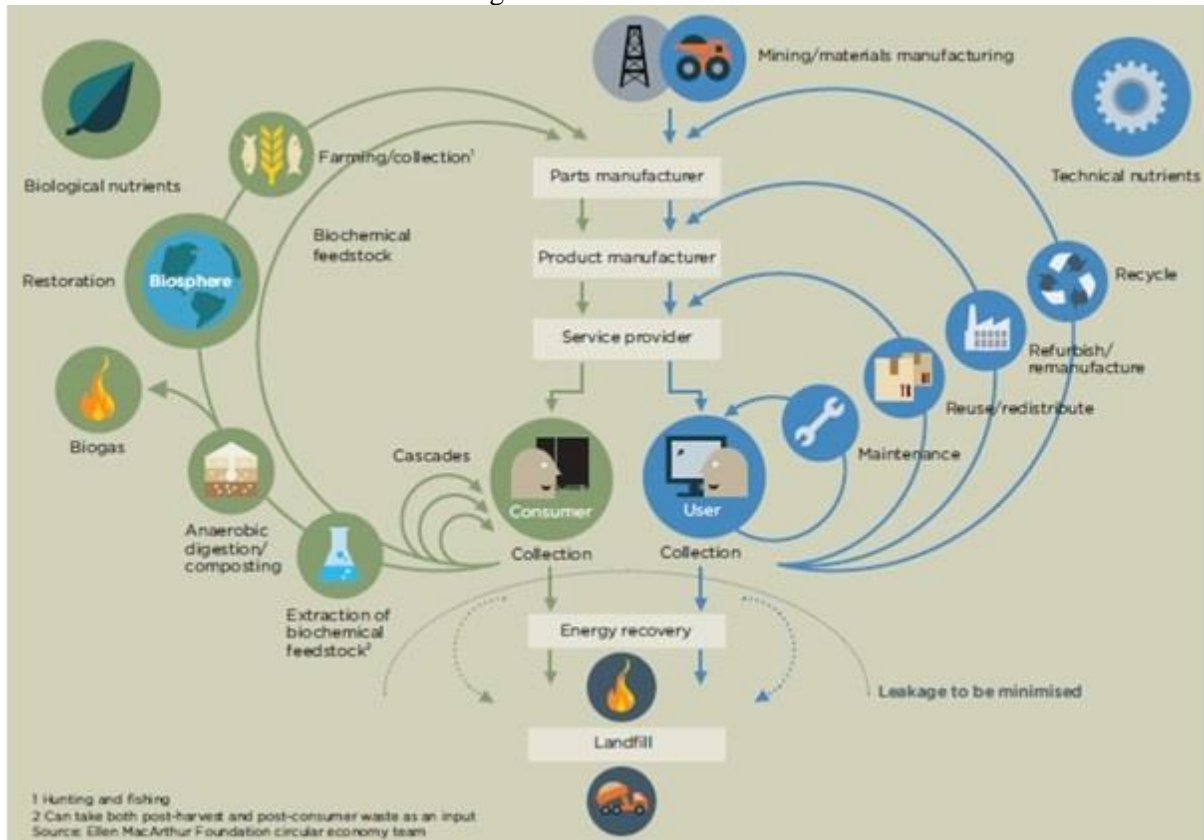 Mining/materials manufacturing
Biological nutrients
Farming/collection¹
Technical nutrients
Parts manufacturer
Biochemical
feedstock
Product manufacturer
Restoration
Biosphere
Recycle
Service provider
Refurbish/
remanufacture
Reuse/redistribute
Biogas
Maintenance
Cascades
Consumer
User
Anaerobic
digestion/
composting
Collection
Collection
Extraction of
biochemical
feedstock²
Energy recovery
Leakage to be minimised
Landfill
1 Hunting and fishing
2 Can take both post-harvest and post-consumer waste as an input
Source: Ellen MacArthur Foundation circular economy team